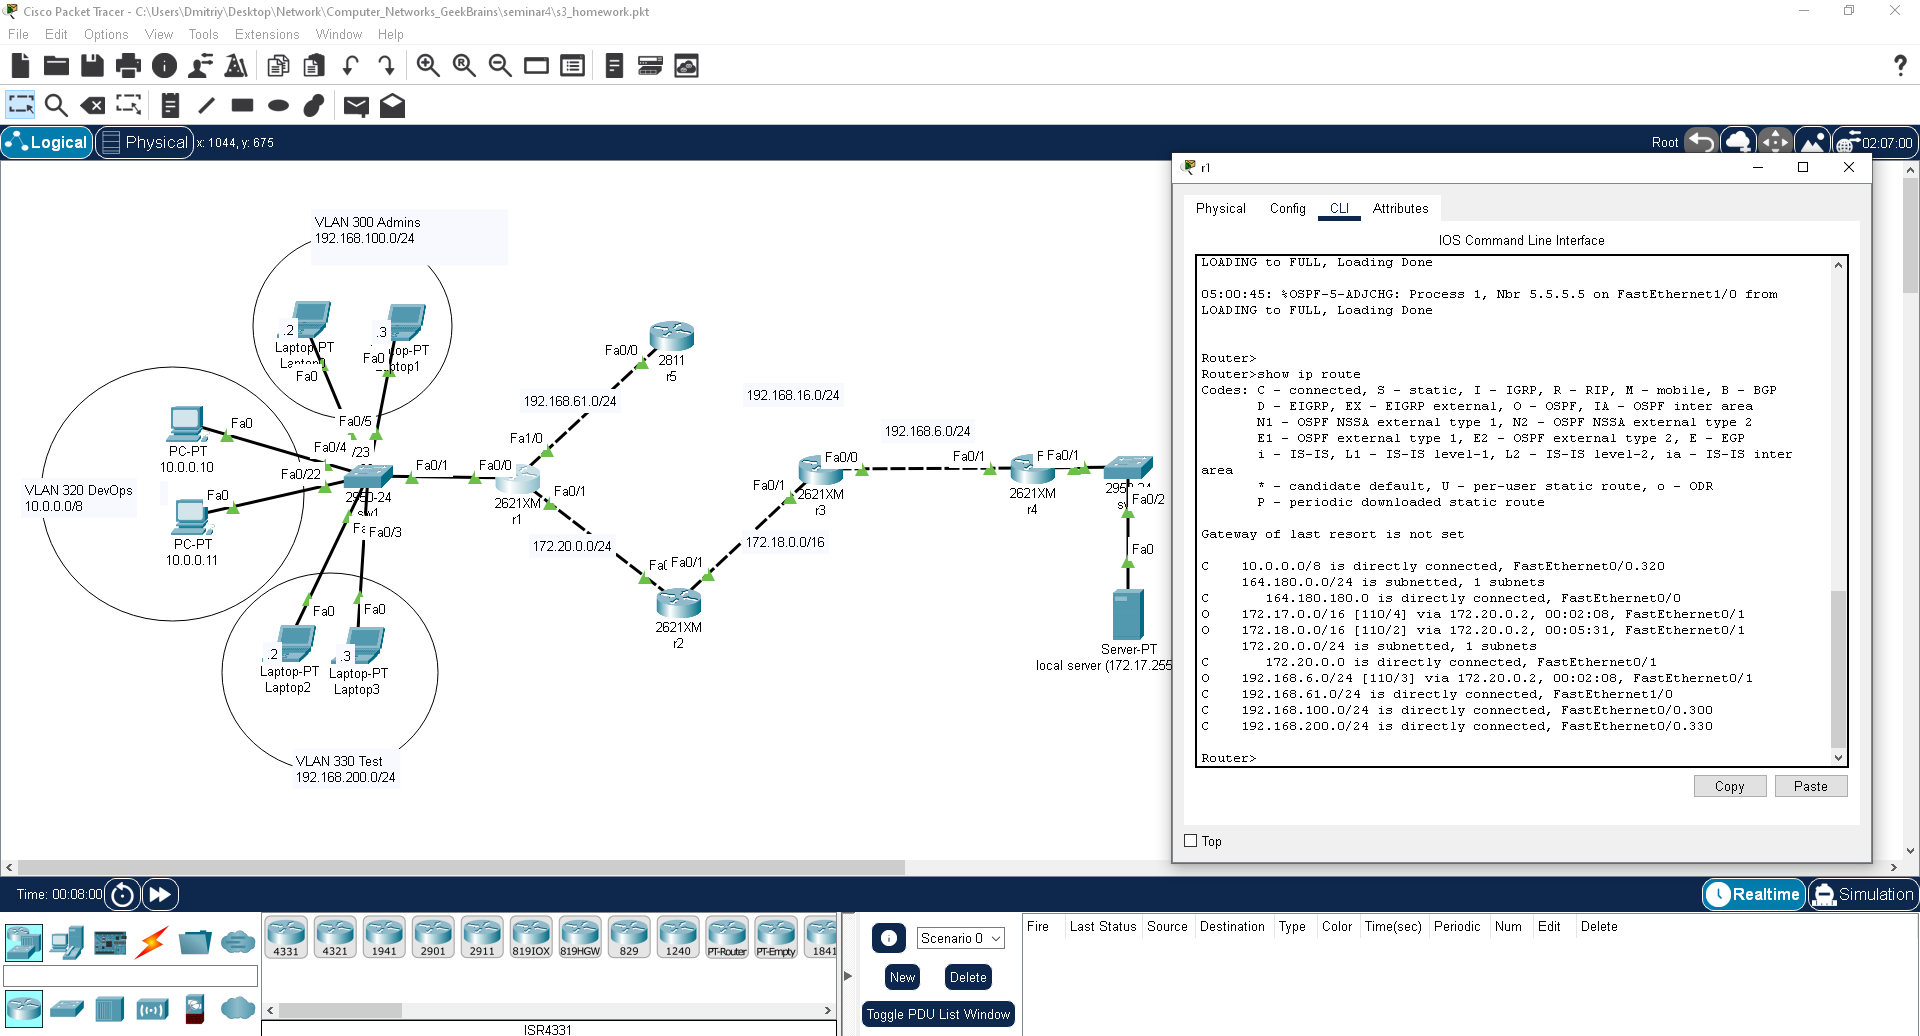 Cisco Packet Tracer - C:\Users\Dmitriy\Desktop\Network\Computer_Networks_GeekBrains\seminar4\s3_homework.pkt
File Edit Options View Tools Extensions Window Help
Logical Physical x: 1044, y: 675
Root 02:07:00
VLAN 300 Admins
192.168.100.0/24
.2
Laptop-PT
Fa0
.3
Fa0
VLAN 320 DevOps
10.0.0.0/8
PC-PT
10.0.0.10
Fa0
PC-PT
10.0.0.11
Fa0
Fa0/5
Fa0/4
/23
Fa0/22
2950-24
Fa0/1
Fa0/3
Fa0
Fa0
.2
Laptop-PT
Laptop2
.3
Laptop-PT
Laptop3
VLAN 330 Test
192.168.200.0/24
Fa0/0
2621XM
r1
Fa1/0
Fa0/1
192.168.61.0/24
Fa0/0
2811
r5
172.20.0.0/24
Fa0/1
2621XM
r2
172.18.0.0/16
192.168.16.0/24
Fa0/1
Fa0/0
2621XM
r3
192.168.6.0/24
Fa0/1
Fa0/1
2621XM
r4
Fa0/2
Fa0
Server-PT
local server (172.17.255
r1
Physical Config CLI Attributes
IOS Command Line Interface
LOADING to FULL, Loading Done
05:00:45: %OSPF-5-ADJCHG: Process 1, Nbr 5.5.5.5 on FastEthernet1/0 from
LOADING to FULL, Loading Done
Router>
Router>show ip route
Codes: C - connected, S - static, I - IGRP, R - RIP, M - mobile, B - BGP
D - EIGRP, EX - EIGRP external, O - OSPF, IA - OSPF inter area
N1 - OSPF NSSA external type 1, N2 - OSPF NSSA external type 2
E1 - OSPF external type 1, E2 - OSPF external type 2, E - EGP
i - IS-IS, L1 - IS-IS level-1, L2 - IS-IS level-2, ia - IS-IS inter
area
* - candidate default, U - per-user static route, o - ODR
P - periodic downloaded static route
Gateway of last resort is not set
C 10.0.0.0/8 is directly connected, FastEthernet0/0.320
164.180.0.0/24 is subnetted, 1 subnets
C 164.180.180.0 is directly connected, FastEthernet0/0
O 172.17.0.0/16 [110/4] via 172.20.0.2, 00:02:08, FastEthernet0/1
O 172.18.0.0/16 [110/2] via 172.20.0.2, 00:05:31, FastEthernet0/1
172.20.0.0/24 is subnetted, 1 subnets
C 172.20.0.0 is directly connected, FastEthernet0/1
O 192.168.6.0/24 [110/3] via 172.20.0.2, 00:02:08, FastEthernet0/1
C 192.168.61.0/24 is directly connected, FastEthernet1/0
C 192.168.100.0/24 is directly connected, FastEthernet0/0.300
C 192.168.200.0/24 is directly connected, FastEthernet0/0.330
Router>
Copy Paste
Top
Time: 00:08:00
Realtime Simulation
4331 4321 1941 2901 2911 819IOX 819HGW 829 1240 PT-Router PT-Empty 1841
ISR4331
Scenario 0
New Delete
Toggle PDU List Window
Fire Last Status Source Destination Type Color Time(sec) Periodic Num Edit Delete